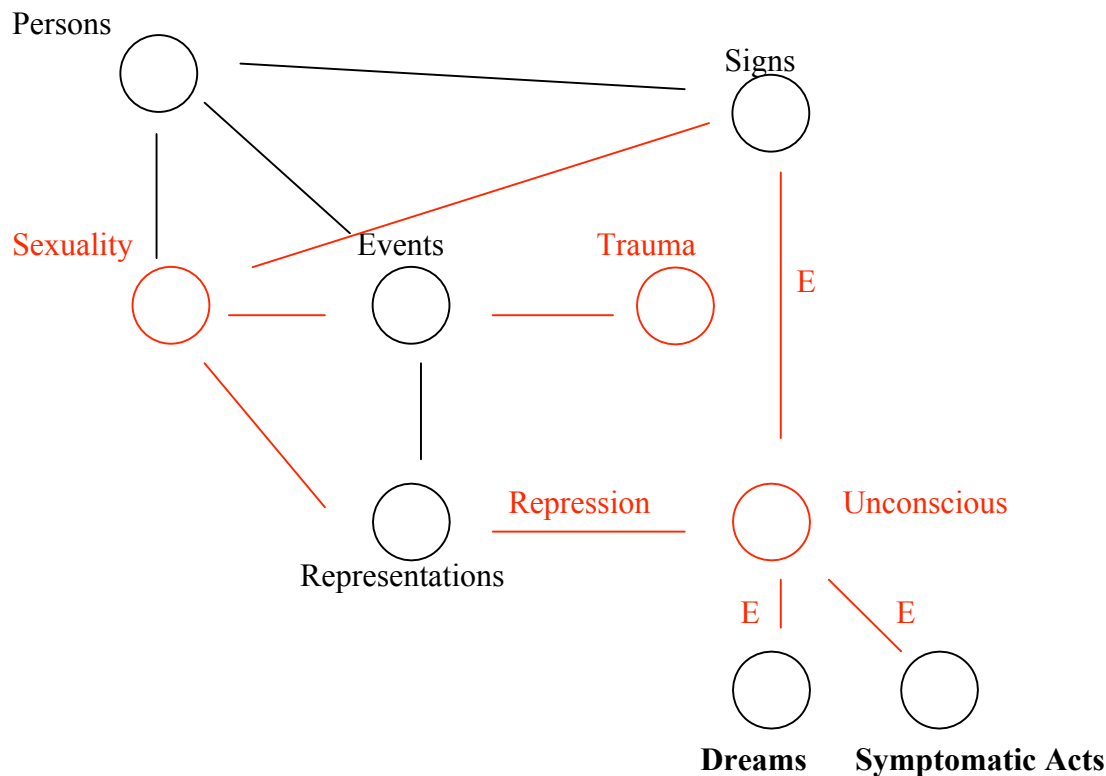 Persons
Signs
Sexuality
Events
Trauma
E
Repression
Unconscious
Representations
E
E
Dreams
Symptomatic Acts